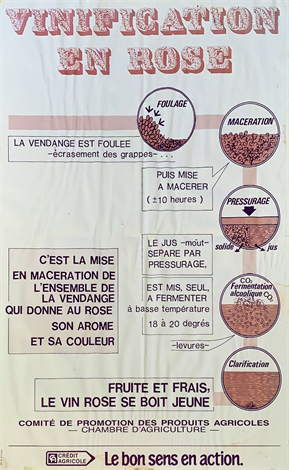 VINIFICATION
EN ROSE
FOULAGE
MACERATION
LA VENDANGE EST FOULEE
-écrasement des grappes-...
PUIS MISE
A MACERER
(±10 heures)
PRESSURAGE
solide
jus
LE JUS -moût-
SEPARE PAR
PRESSURAGE,
EST MIS, SEUL,
A FERMENTER
à basse température
18 à 20 degrés
-levures-
CO2
Fermentation
alcoolique CO2
C'EST LA MISE
EN MACERATION DE
L'ENSEMBLE DE
LA VENDANGE
QUI DONNE AU ROSE
SON AROME
ET SA COULEUR
Clarification
FRUITE ET FRAIS,
LE VIN ROSE SE BOIT JEUNE
COMITÉ DE PROMOTION DES PRODUITS AGRICOLES
— CHAMBRE D'AGRICULTURE —
CRÉDIT
AGRICOLE
Le bon sens en action.